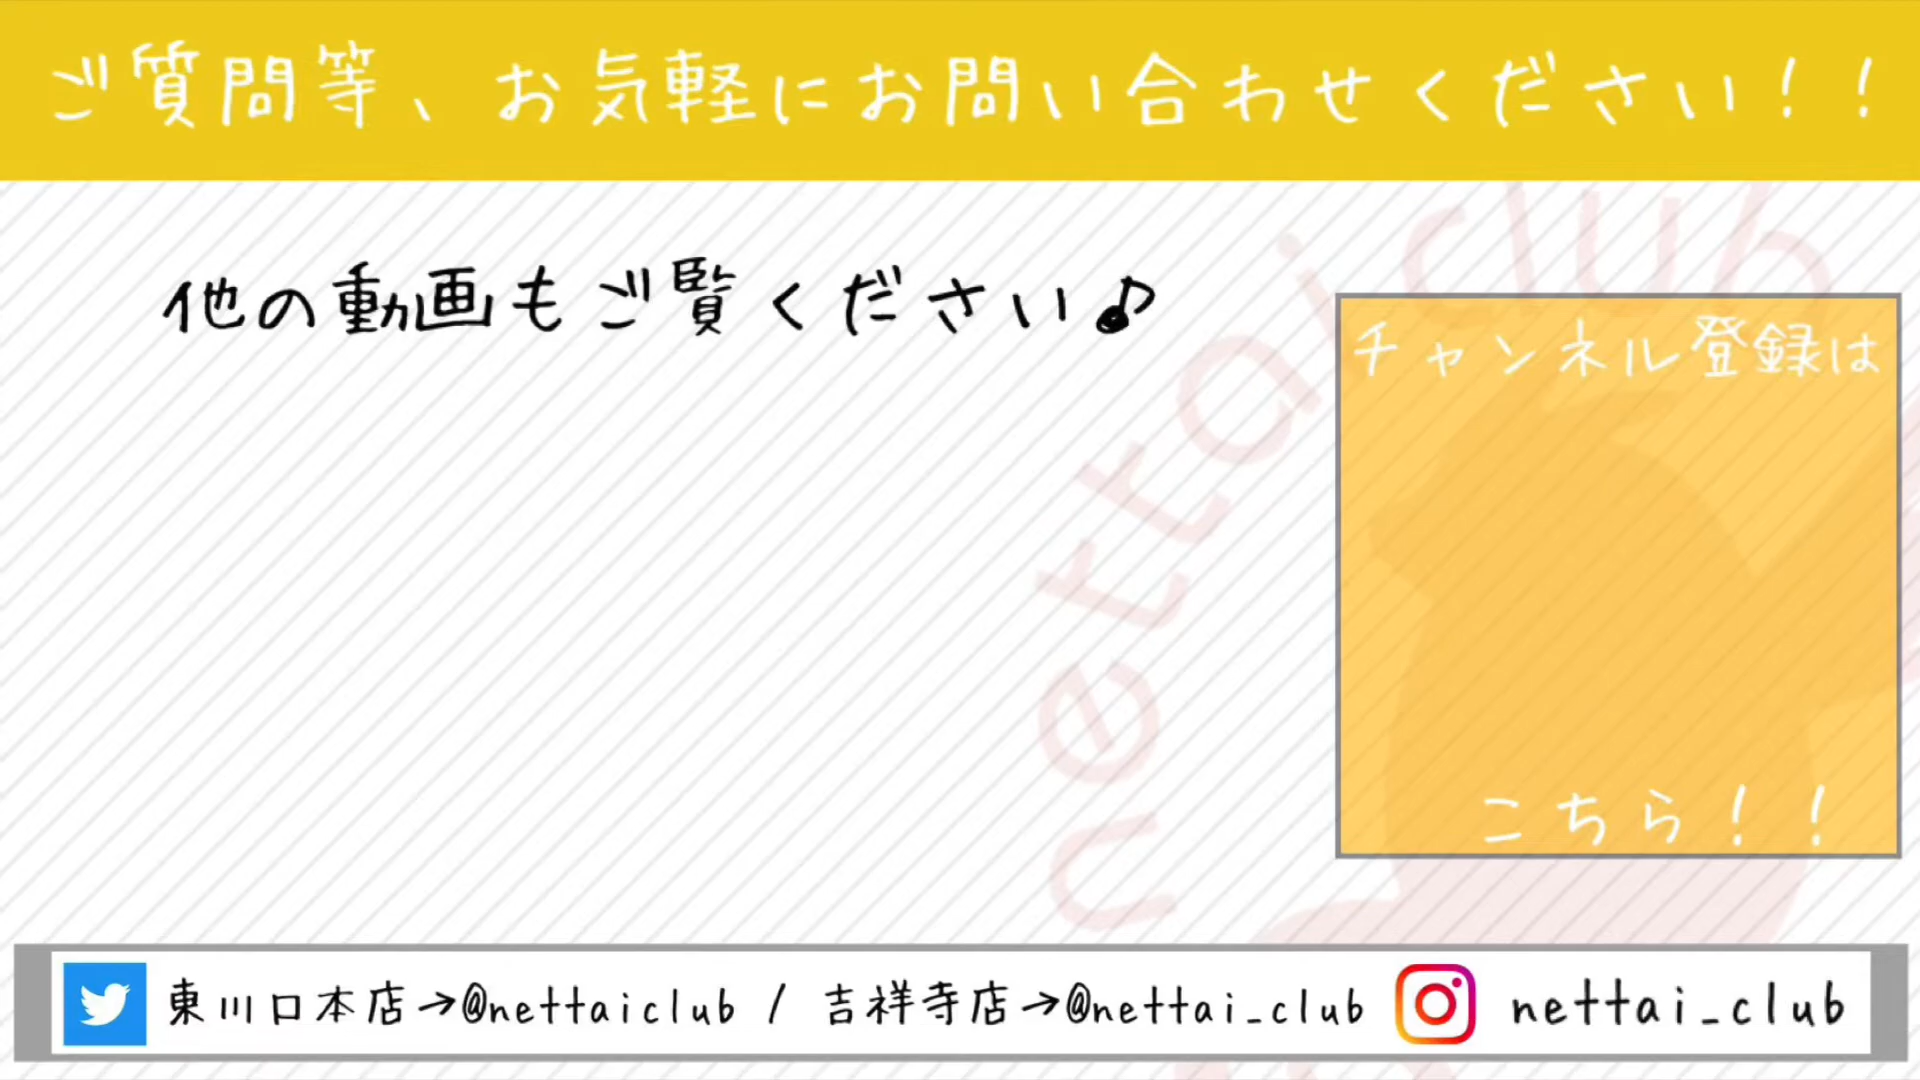 ご質問等、お気軽にお問い合わせください！！
他の動画もご覧ください♪
チャンネル登録は
こちら！！
nettai club
東川口本店→@nettaiclub / 吉祥寺店→@nettai_club nettai_club